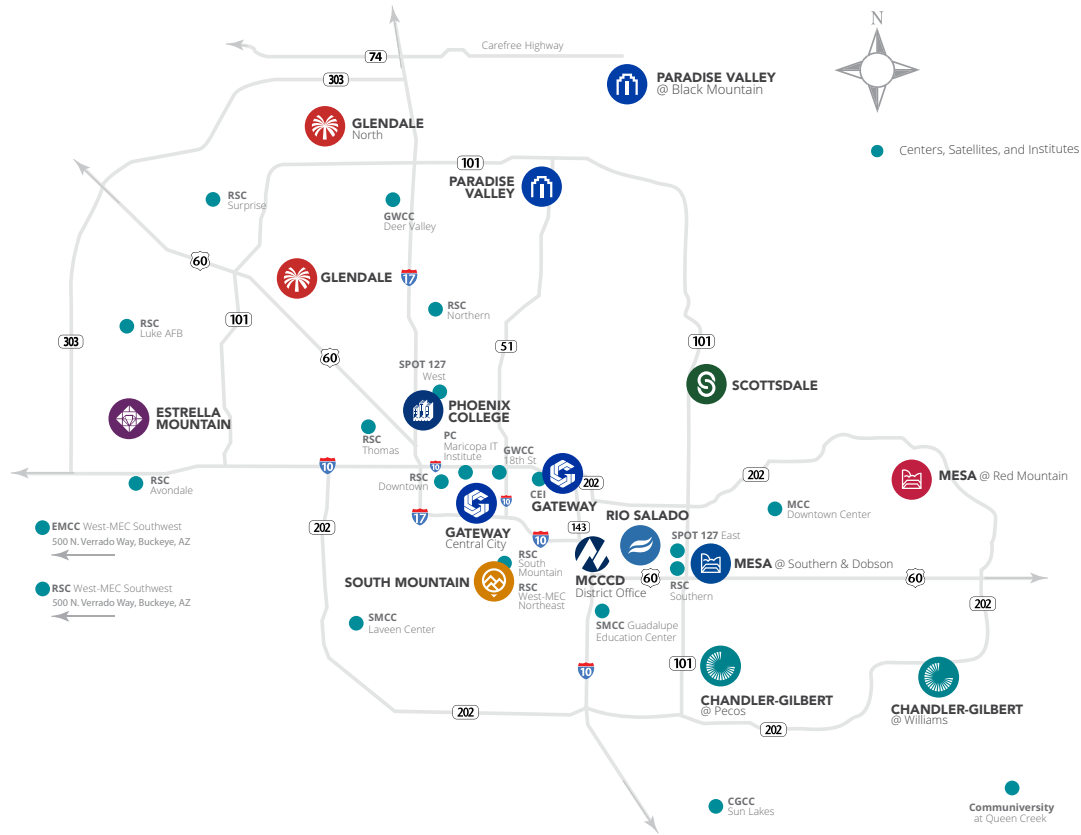 N
Carefree Highway
74
303
PARADISE VALLEY
@ Black Mountain
GLENDALE
North
Centers, Satellites, and Institutes
101
PARADISE
VALLEY
RSC
Surprise
GWCC
Deer Valley
60
GLENDALE
17
RSC
Northern
101
RSC
Luke AFB
303
60
51
101
SPOT 127
West
SCOTTSDALE
ESTRELLA
MOUNTAIN
PHOENIX
COLLEGE
RSC
Thomas
PC
Maricopa IT
Institute
GWCC
18th St
10
10
RSC
Downtown
CEI
202
GATEWAY
202
MESA @ Red Mountain
RSC
Avondale
10
17
GATEWAY
Central City
MCC
Downtown Center
EMCC West-MEC Southwest
500 N. Verrado Way, Buckeye, AZ
202
143
10
RIO SALADO
SPOT 127 East
RSC
South
Mountain
MESA @ Southern & Dobson
SOUTH MOUNTAIN
RSC
West-MEC
Northeast
MCCCD
District Office
60
RSC
Southern
60
RSC West-MEC Southwest
500 N. Verrado Way, Buckeye, AZ
202
SMCC
Laveen Center
SMCC Guadalupe
Education Center
10
101
CHANDLER-GILBERT
@ Pecos
CHANDLER-GILBERT
@ Williams
202
202
CGCC
Sun Lakes
Communiversity
at Queen Creek